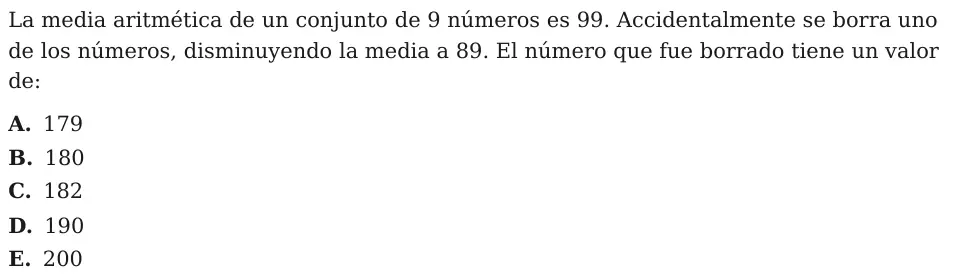 La media aritmética de un conjunto de 9 números es 99. Accidentalmente se borra uno
de los números, disminuyendo la media a 89. El número que fue borrado tiene un valor
de:
A. 179
B. 180
C. 182
D. 190
E. 200